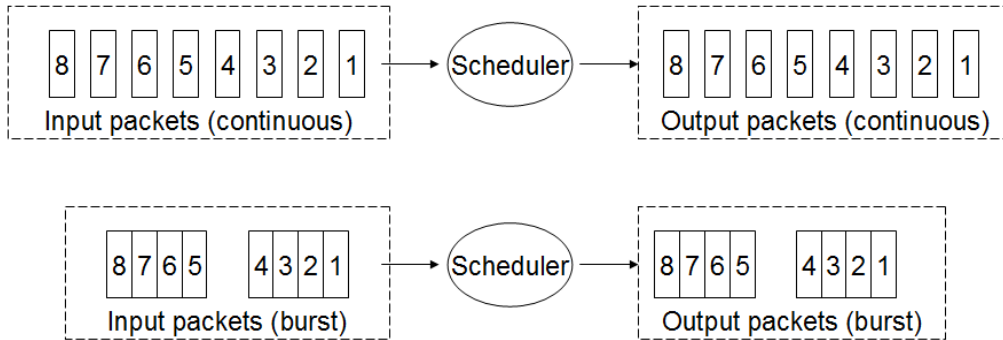 8 7 6 5 4 3 2 1
Input packets (continuous)
Scheduler
8 7 6 5 4 3 2 1
Output packets (continuous)
8 7 6 5 4 3 2 1
Input packets (burst)
Scheduler
8 7 6 5 4 3 2 1
Output packets (burst)